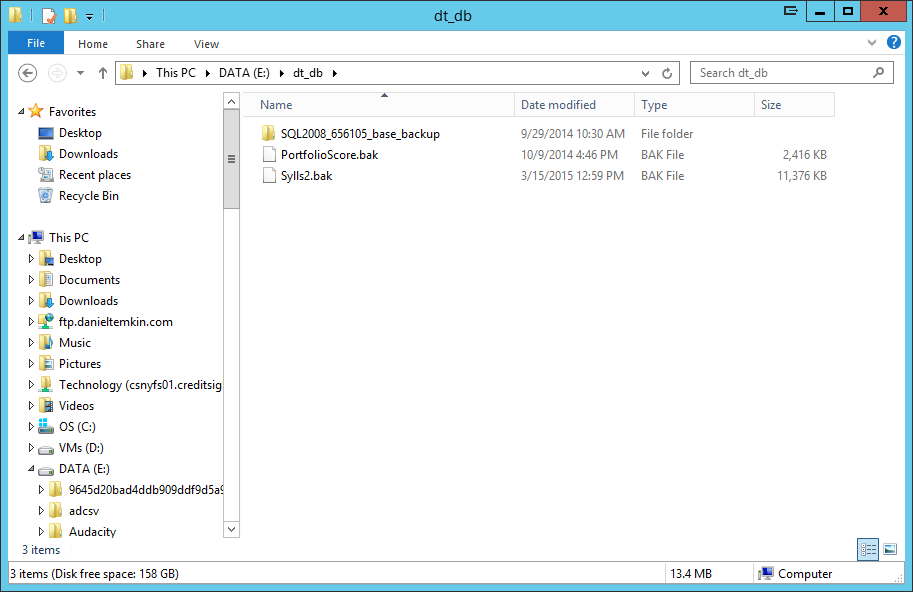 dt_db
File Home Share View
This PC DATA (E:) dt_db
Search dt_db
Name Date modified Type Size
SQL2008_656105_base_backup 9/29/2014 10:30 AM File folder
PortfolioScore.bak 10/9/2014 4:46 PM BAK File 2,416 KB
Sylls2.bak 3/15/2015 12:59 PM BAK File 11,376 KB
Favorites
Desktop
Downloads
Recent places
Recycle Bin
This PC
Desktop
Documents
Downloads
ftp.danieltemkin.com
Music
Pictures
Technology (csnyfs01.creditsig
Videos
OS (C:)
VMs (D:)
DATA (E:)
9645d20bad4ddb909ddf9d5a9
adcsv
Audacity
3 items
3 items (Disk free space: 158 GB) 13.4 MB Computer